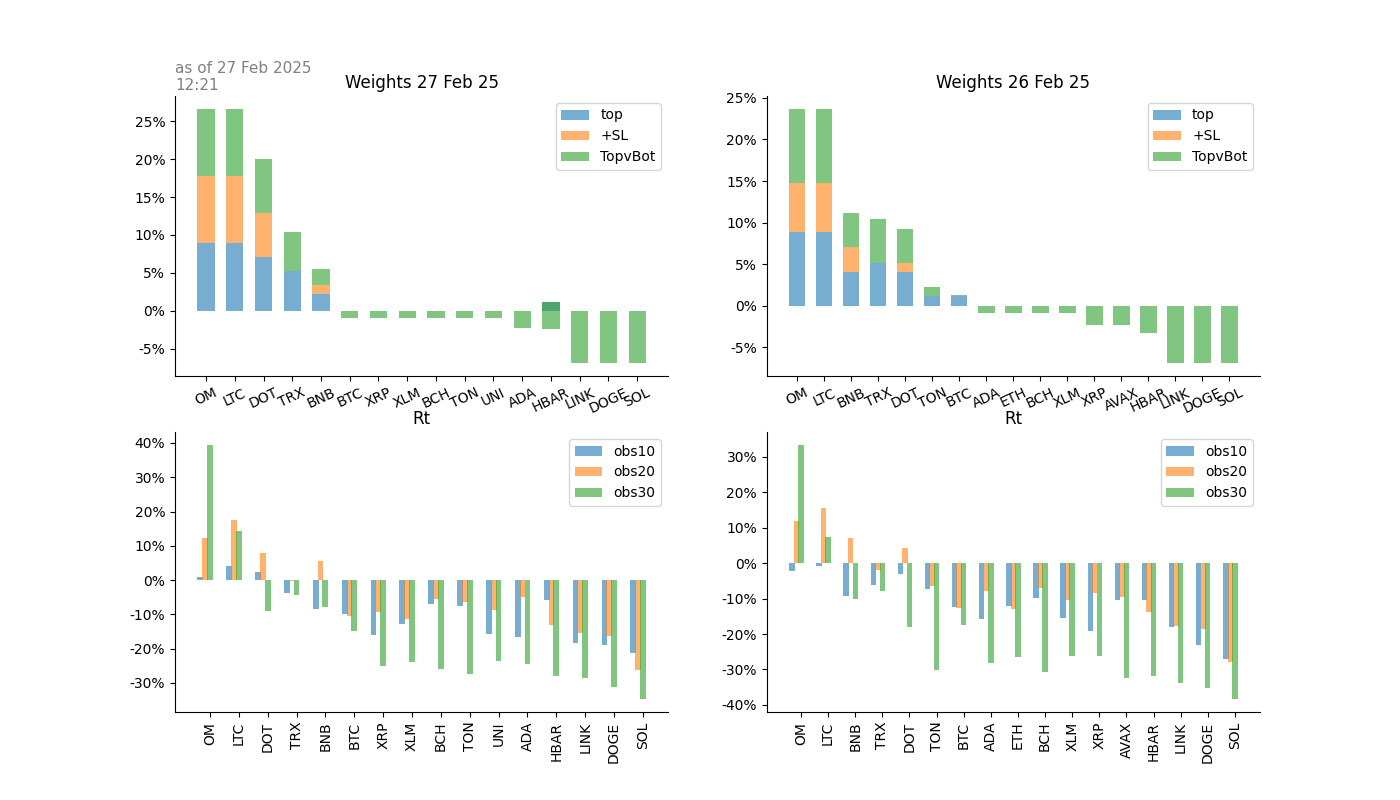 as of 27 Feb 2025
12:21
Weights 27 Feb 25
25%
20%
15%
10%
5%
0%
-5%
top
+SL
TopvBot
OM LTC DOT TRX BNB BTC XRP XLM BCH TON UNI ADA HBAR LINK DOGE SOL
Weights 26 Feb 25
25%
20%
15%
10%
5%
0%
-5%
top
+SL
TopvBot
OM LTC BNB TRX DOT TON BTC ADA ETH BCH XLM XRP AVAX HBAR LINK DOGE SOL
Rt
40%
30%
20%
10%
0%
-10%
-20%
-30%
obs10
obs20
obs30
OM LTC DOT TRX BNB BTC XRP XLM BCH TON UNI ADA HBAR LINK DOGE SOL
Rt
30%
20%
10%
0%
-10%
-20%
-30%
-40%
obs10
obs20
obs30
OM LTC BNB TRX DOT TON BTC ADA ETH BCH XLM XRP AVAX HBAR LINK DOGE SOL